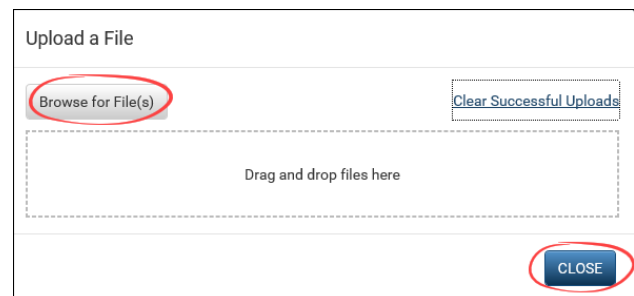 Upload a File
Browse for File(s)
Clear Successful Uploads
Drag and drop files here
CLOSE